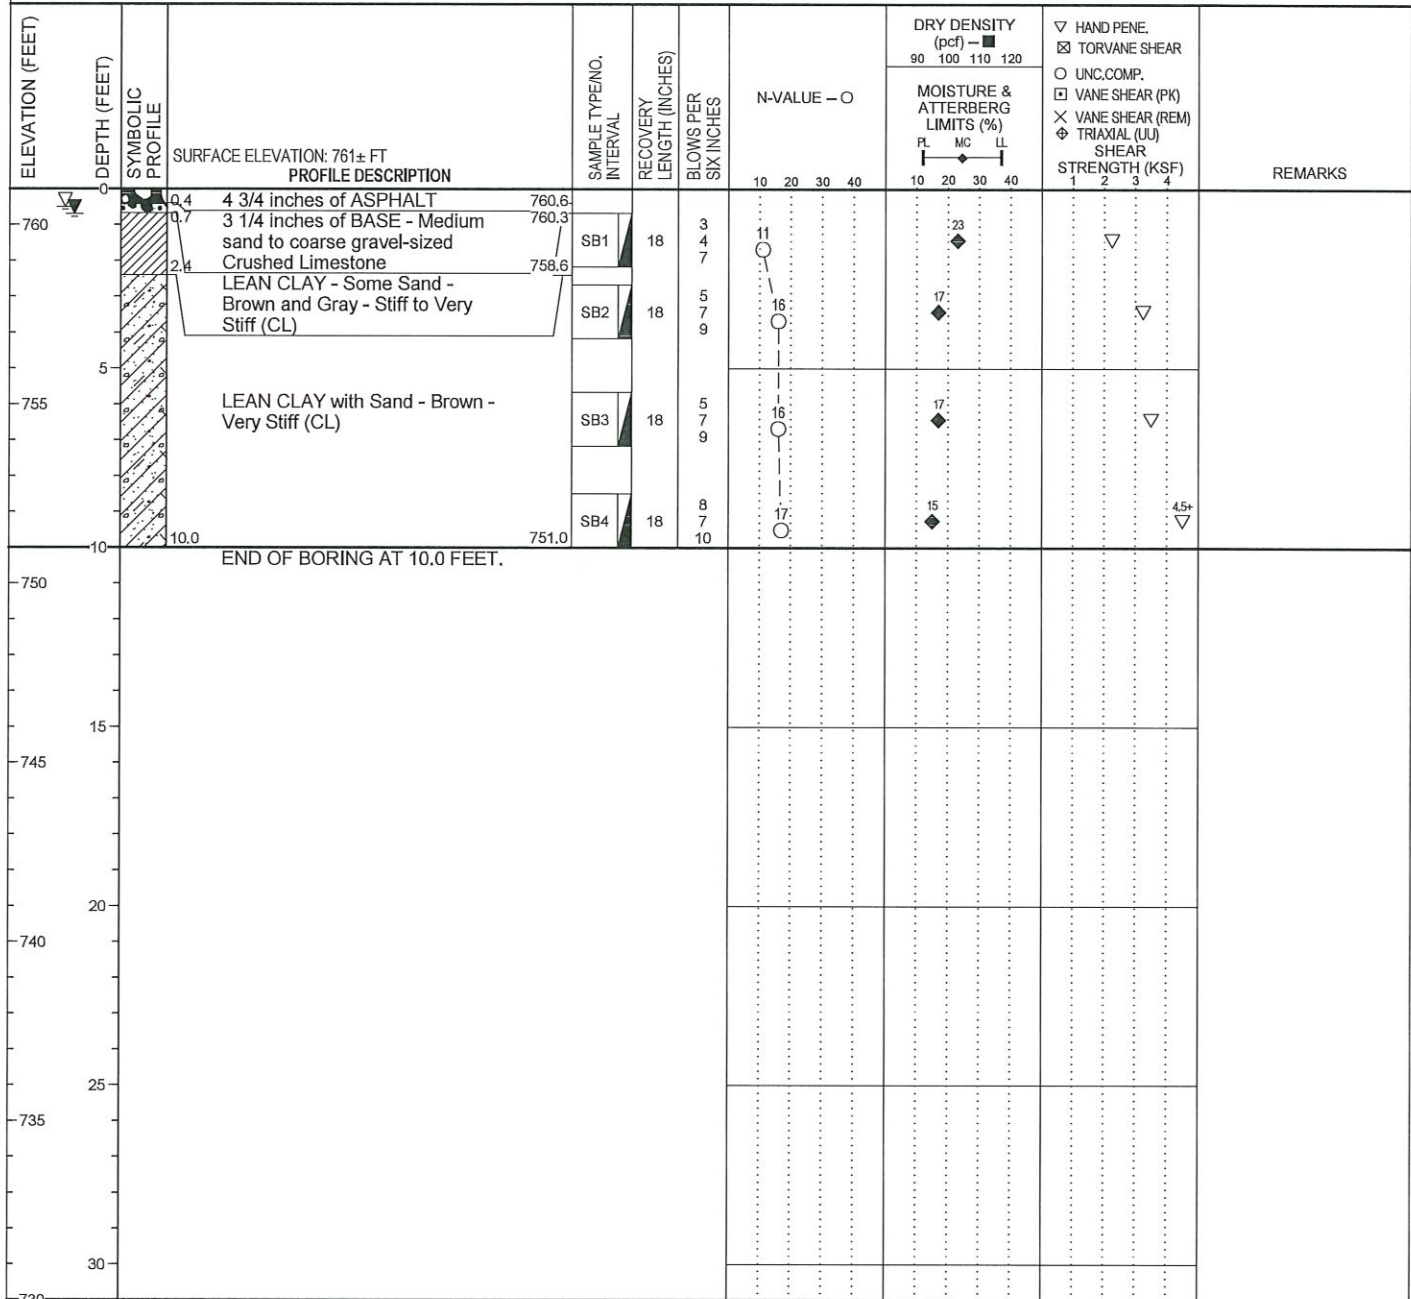 ELEVATION (FEET)
DEPTH (FEET)
SYMBOLIC
PROFILE
SURFACE ELEVATION: 761± FT
PROFILE DESCRIPTION
SAMPLE TYPE/NO.
INTERVAL
RECOVERY
LENGTH (INCHES)
BLOWS PER
SIX INCHES
N-VALUE – O
10 20 30 40
DRY DENSITY
(pcf) – ■
90 100 110 120
MOISTURE &
ATTERBERG
LIMITS (%)
PL MC LL
10 20 30 40
▽ HAND PENE.
⊠ TORVANE SHEAR
○ UNC.COMP.
⊡ VANE SHEAR (PK)
✕ VANE SHEAR (REM)
TRIAXIAL (UU)
SHEAR
STRENGTH (KSF)
1 2 3 4
REMARKS
0
0.4 4 3/4 inches of ASPHALT 760.6
0.7 3 1/4 inches of BASE - Medium 760.3
sand to coarse gravel-sized
Crushed Limestone 758.6
2.4
LEAN CLAY - Some Sand -
Brown and Gray - Stiff to Very
Stiff (CL)
LEAN CLAY with Sand - Brown -
Very Stiff (CL)
10.0 751.0
END OF BORING AT 10.0 FEET.
SB1 18 3 4 7 11 23
SB2 18 5 7 9 16 17
SB3 18 5 7 9 16 17
SB4 18 8 7 10 17 15 4.5+
760
5
755
10
750
15
745
20
740
25
735
30
730